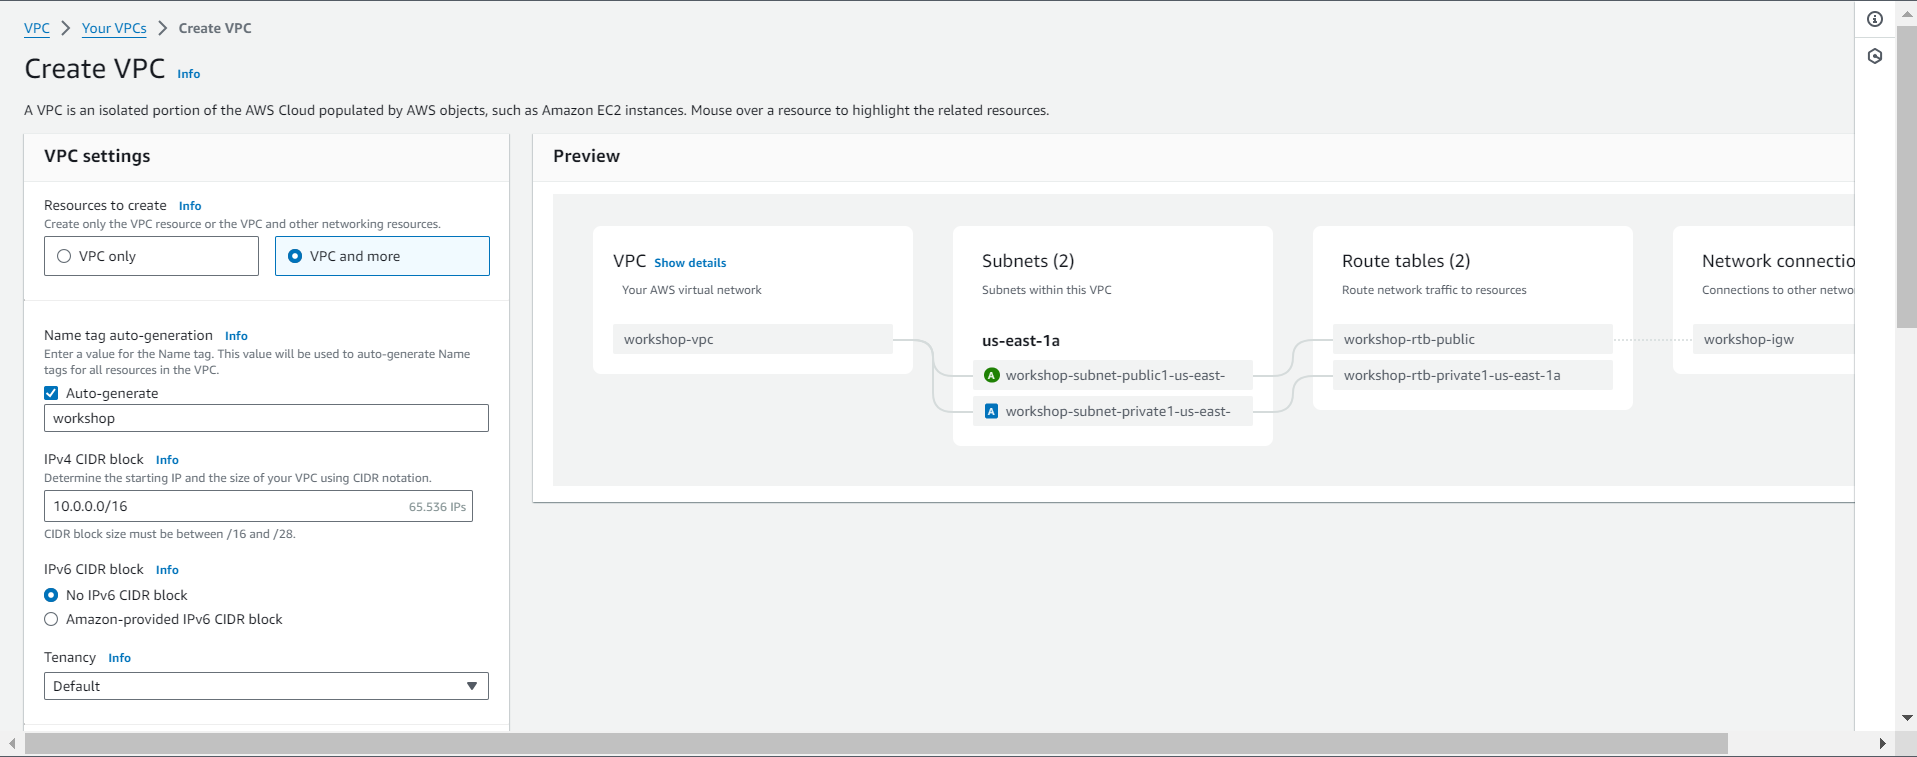 VPC > Your VPCs > Create VPC
Create VPC Info
A VPC is an isolated portion of the AWS Cloud populated by AWS objects, such as Amazon EC2 instances. Mouse over a resource to highlight the related resources.
VPC settings
Resources to create Info
Create only the VPC resource or the VPC and other networking resources.
VPC only
VPC and more
Name tag auto-generation Info
Enter a value for the Name tag. This value will be used to auto-generate Name
tags for all resources in the VPC.
Auto-generate
workshop
IPv4 CIDR block Info
Determine the starting IP and the size of your VPC using CIDR notation.
10.0.0.0/16 65.536 IPs
CIDR block size must be between /16 and /28.
IPv6 CIDR block Info
No IPv6 CIDR block
Amazon-provided IPv6 CIDR block
Tenancy Info
Default
Preview
VPC Show details
Your AWS virtual network
workshop-vpc
Subnets (2)
Subnets within this VPC
us-east-1a
A workshop-subnet-public1-us-east-
A workshop-subnet-private1-us-east-
Route tables (2)
Route network traffic to resources
workshop-rtb-public
workshop-rtb-private1-us-east-1a
Network connectio
Connections to other netwo
workshop-igw